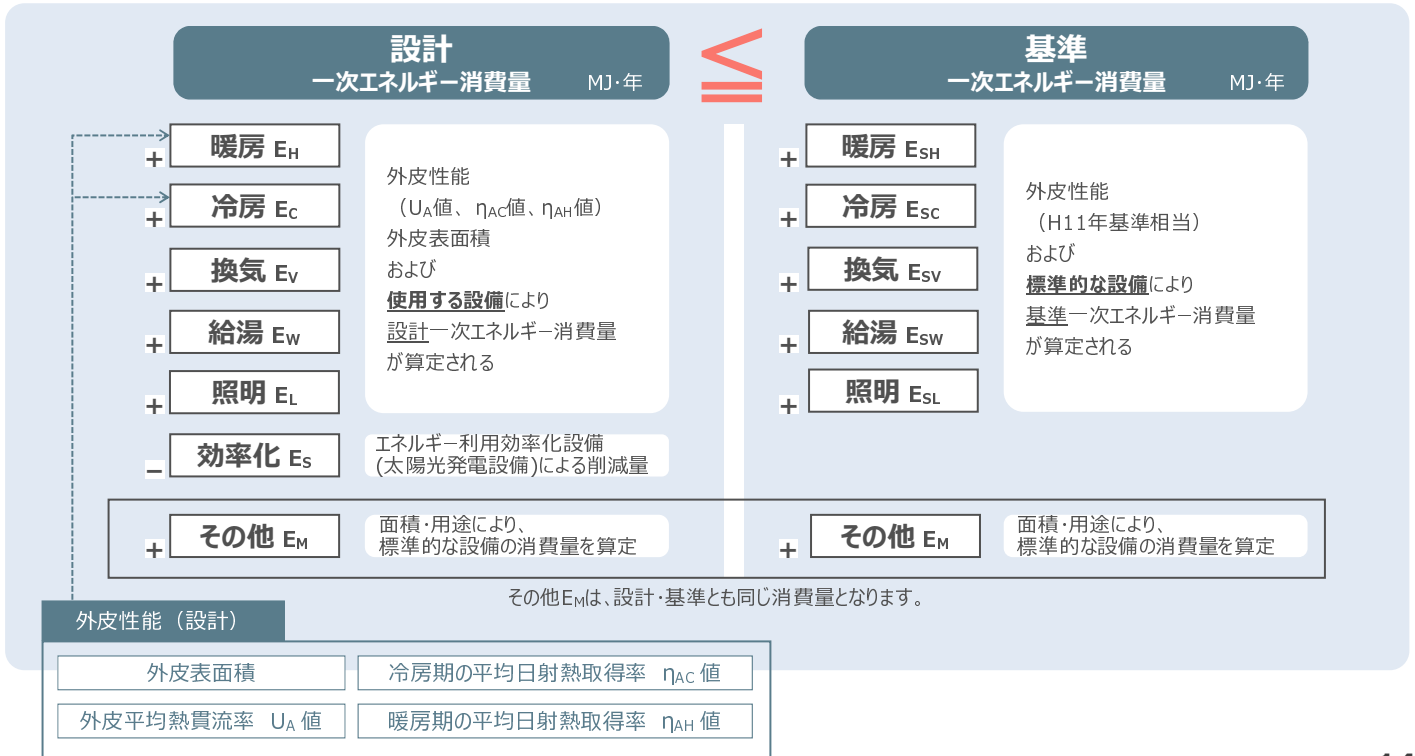 設計
一次エネルギー消費量 MJ・年
≦
基準
一次エネルギー消費量 MJ・年
+ 暖房 EH
+ 冷房 EC
+ 換気 EV
+ 給湯 EW
+ 照明 EL
− 効率化 ES
+ その他 EM
外皮性能
（UA値、ηAC値、ηAH値）
外皮表面積
および
使用する設備により
設計一次エネルギー消費量
が算定される
エネルギー利用効率化設備
(太陽光発電設備)による削減量
面積・用途により、
標準的な設備の消費量を算定
+ 暖房 ESH
+ 冷房 ESC
+ 換気 ESV
+ 給湯 ESW
+ 照明 ESL
+ その他 EM
外皮性能
（H11年基準相当）
および
標準的な設備により
基準一次エネルギー消費量
が算定される
面積・用途により、
標準的な設備の消費量を算定
その他EMは、設計・基準とも同じ消費量となります。
外皮性能（設計）
外皮表面積
冷房期の平均日射熱取得率 ηAC 値
外皮平均熱貫流率 UA 値
暖房期の平均日射熱取得率 ηAH 値